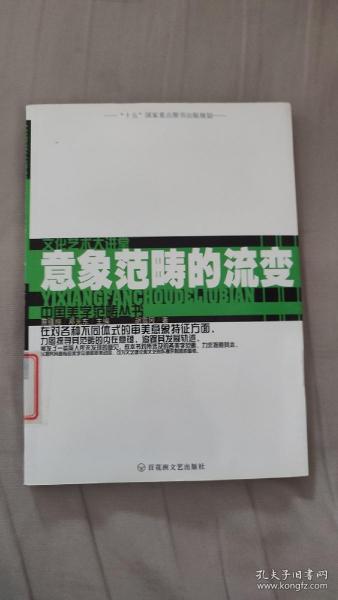 “十五”国家重点图书出版规划
文化艺术大讲堂
意象范畴的流变
YIXIANGFANCHOUDELIUBIAN
中国美学范畴丛书
在对各种不同体式的审美意象特征方面，
力图探寻其范畴的内在意蕴，追踪其发展轨迹。
百花洲文艺出版社
孔夫子旧书网